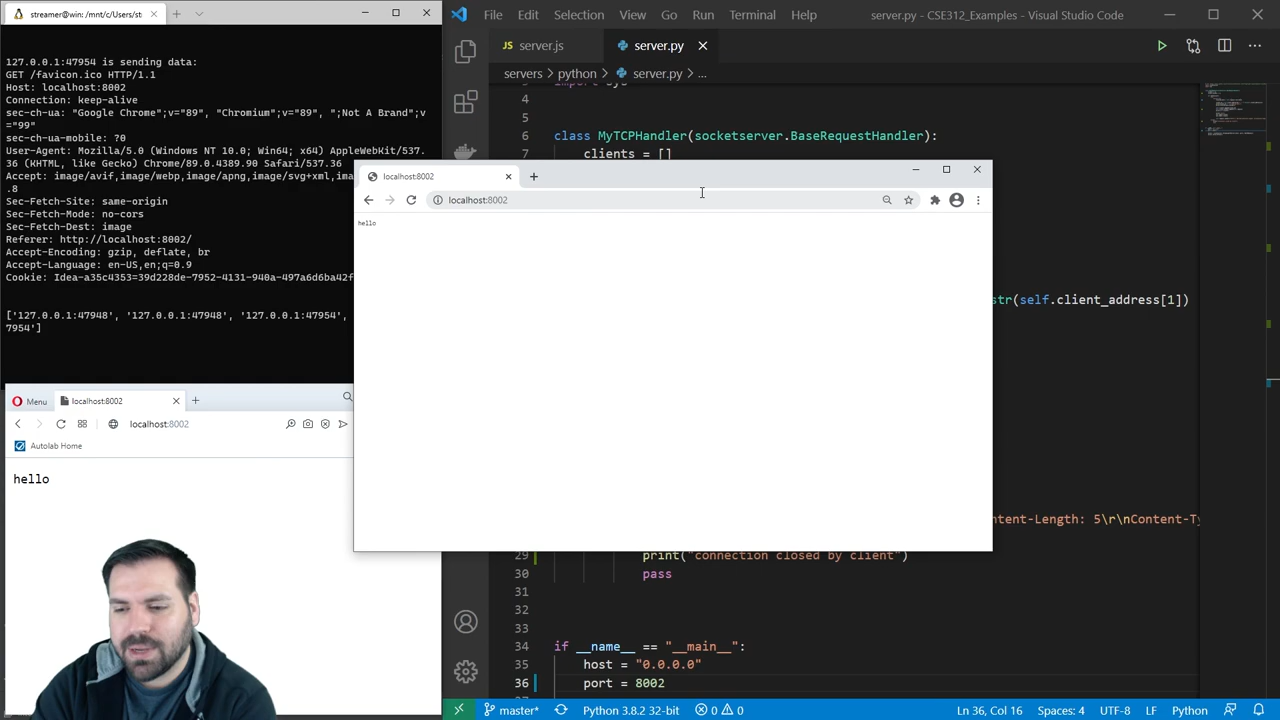 streamer@win: /mnt/c/Users/st
127.0.0.1:47954 is sending data:
GET /favicon.ico HTTP/1.1
Host: localhost:8002
Connection: keep-alive
sec-ch-ua: "Google Chrome";v="89", "Chromium";v="89", ";Not A Brand";v
="99"
sec-ch-ua-mobile: ?0
User-Agent: Mozilla/5.0 (Windows NT 10.0; Win64; x64) AppleWebKit/537.
36 (KHTML, like Gecko) Chrome/89.0.4389.90 Safari/537.36
Accept: image/avif,image/webp,image/apng,image/svg+xml,ima
.8
Sec-Fetch-Site: same-origin
Sec-Fetch-Mode: no-cors
Sec-Fetch-Dest: image
Referer: http://localhost:8002/
Accept-Encoding: gzip, deflate, br
Accept-Language: en-US,en;q=0.9
Cookie: Idea-a35c4353=39d228de-7952-4131-940a-497a6d6ba42f
['127.0.0.1:47948', '127.0.0.1:47948', '127.0.0.1:47954',
7954']
Menu
localhost:8002
localhost:8002
Autolab Home
hello
localhost:8002
localhost:8002
hello
File Edit Selection View Go Run Terminal Help
server.py - CSE312_Examples - Visual Studio Code
JS server.js
server.py
servers > python > server.py > ...
4
5
6 class MyTCPHandler(socketserver.BaseRequestHandler):
7 clients = []
str(self.client_address[1])
ntent-Length: 5\r\nContent-Ty
29 print("connection closed by client")
30 pass
31
32
33
34 if __name__ == "__main__":
35 host = "0.0.0.0"
36 port = 8002
master*
Python 3.8.2 32-bit
0 0
Ln 36, Col 16
Spaces: 4
UTF-8
LF
Python